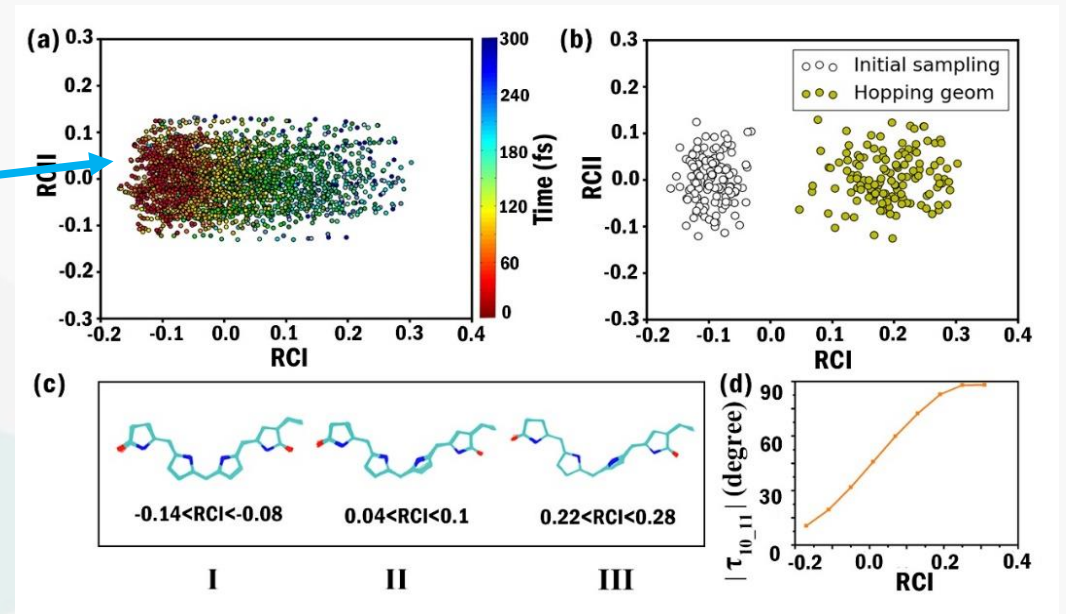 (a)
0.3
0.2
0.1
0.0
-0.1
-0.2
-0.3
RCII
-0.2 -0.1 0.0 0.1 0.2 0.3 0.4
RCI
300
240
180
120
60
0
Time (fs)
(b)
0.3
0.2
0.1
0.0
-0.1
-0.2
-0.3
RCII
Initial sampling
Hopping geom
-0.2 -0.1 0.0 0.1 0.2 0.3 0.4
RCI
(c)
-0.14<RCI<-0.08 0.04<RCI<0.1 0.22<RCI<0.28
I II III
(d)
90
60
30
0
| τ10_11 | (degree)
-0.2 0.0 0.2 0.4
RCI